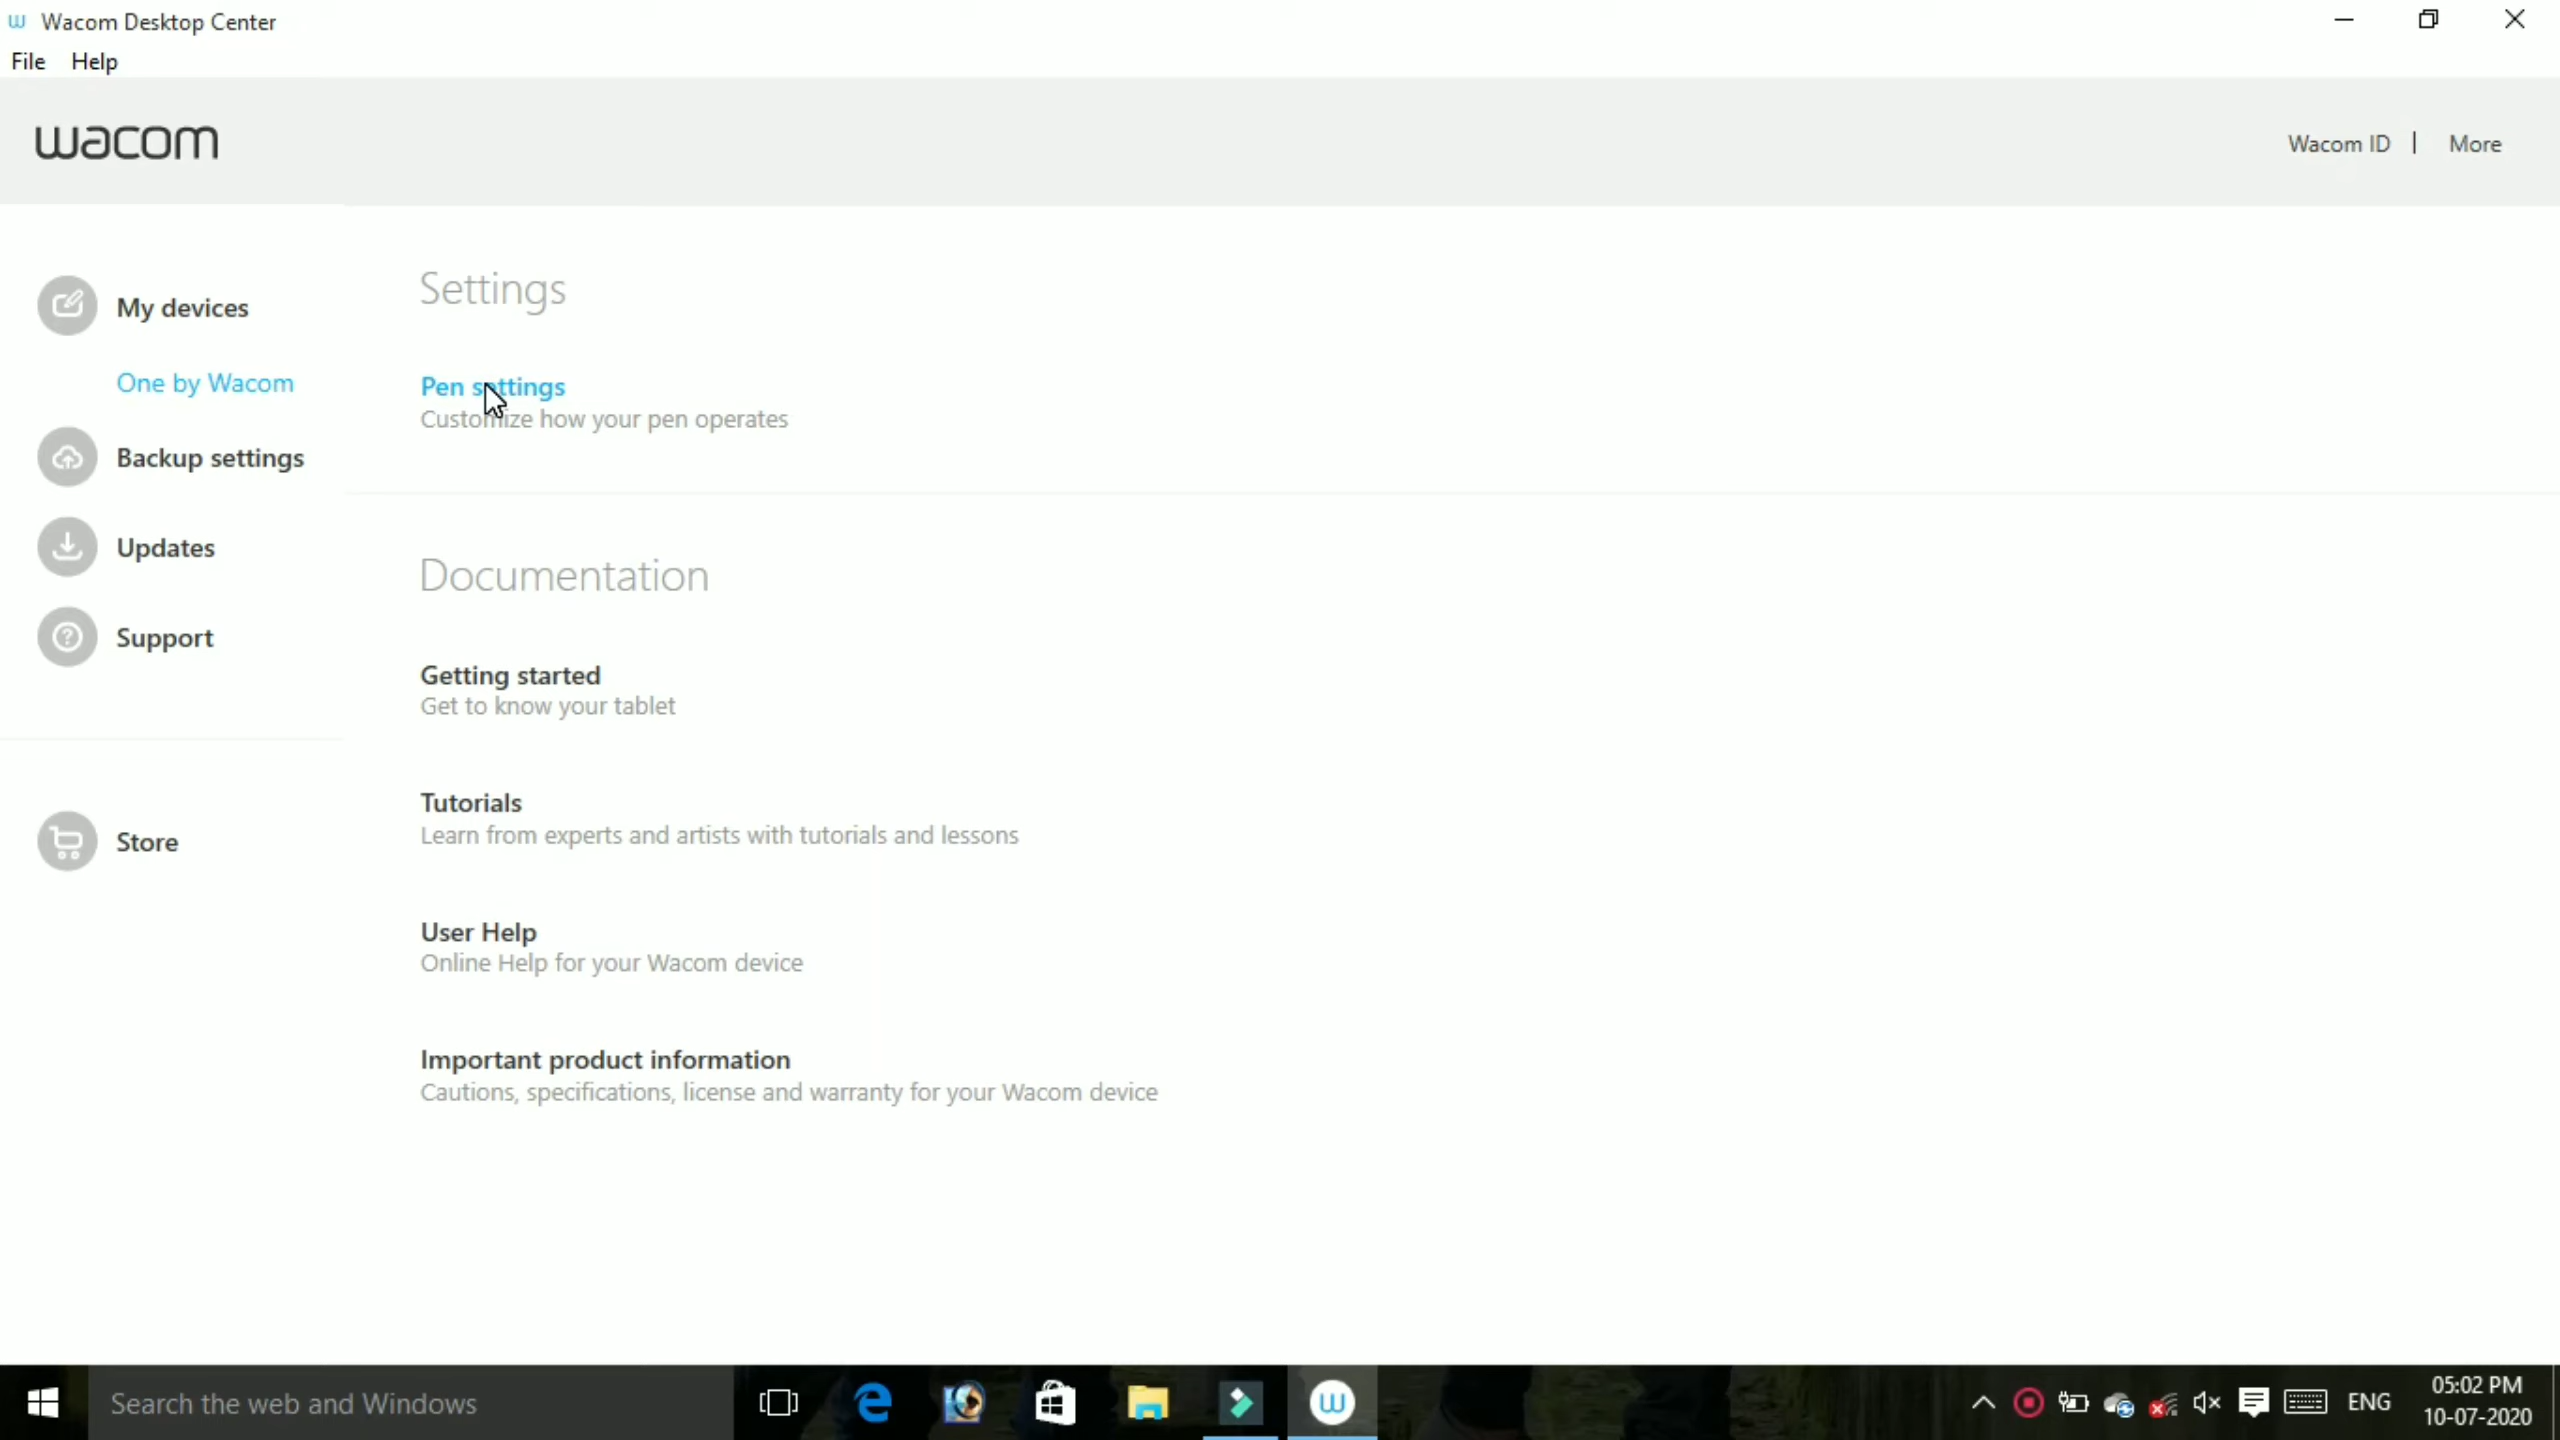 Wacom Desktop Center
File Help
wacom
Wacom ID | More
My devices
One by Wacom
Backup settings
Updates
Support
Store
Settings
Pen settings
Customize how your pen operates
Documentation
Getting started
Get to know your tablet
Tutorials
Learn from experts and artists with tutorials and lessons
User Help
Online Help for your Wacom device
Important product information
Cautions, specifications, license and warranty for your Wacom device
Search the web and Windows
ENG
05:02 PM
10-07-2020